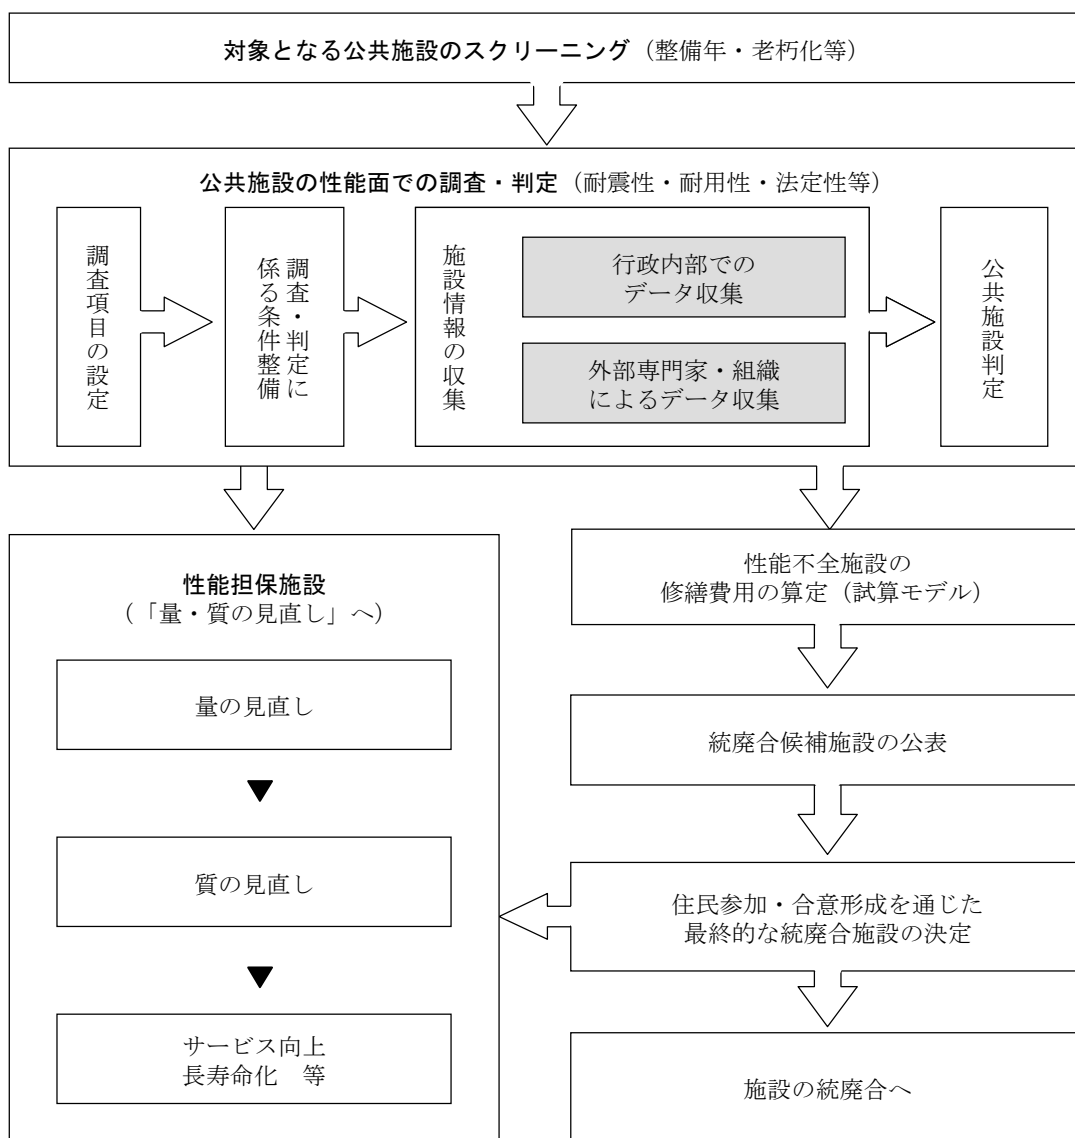 対象となる公共施設のスクリーニング（整備年・老朽化等）
公共施設の性能面での調査・判定（耐震性・耐用性・法定性等）
調査項目の設定
調査・判定に
係る条件整備
施設情報の収集
行政内部での
データ収集
外部専門家・組織
によるデータ収集
公共施設判定
性能担保施設
（「量・質の見直し」へ）
量の見直し
▼
質の見直し
▼
サービス向上
長寿命化　等
性能不全施設の
修繕費用の算定（試算モデル）
統廃合候補施設の公表
住民参加・合意形成を通じた
最終的な統廃合施設の決定
施設の統廃合へ